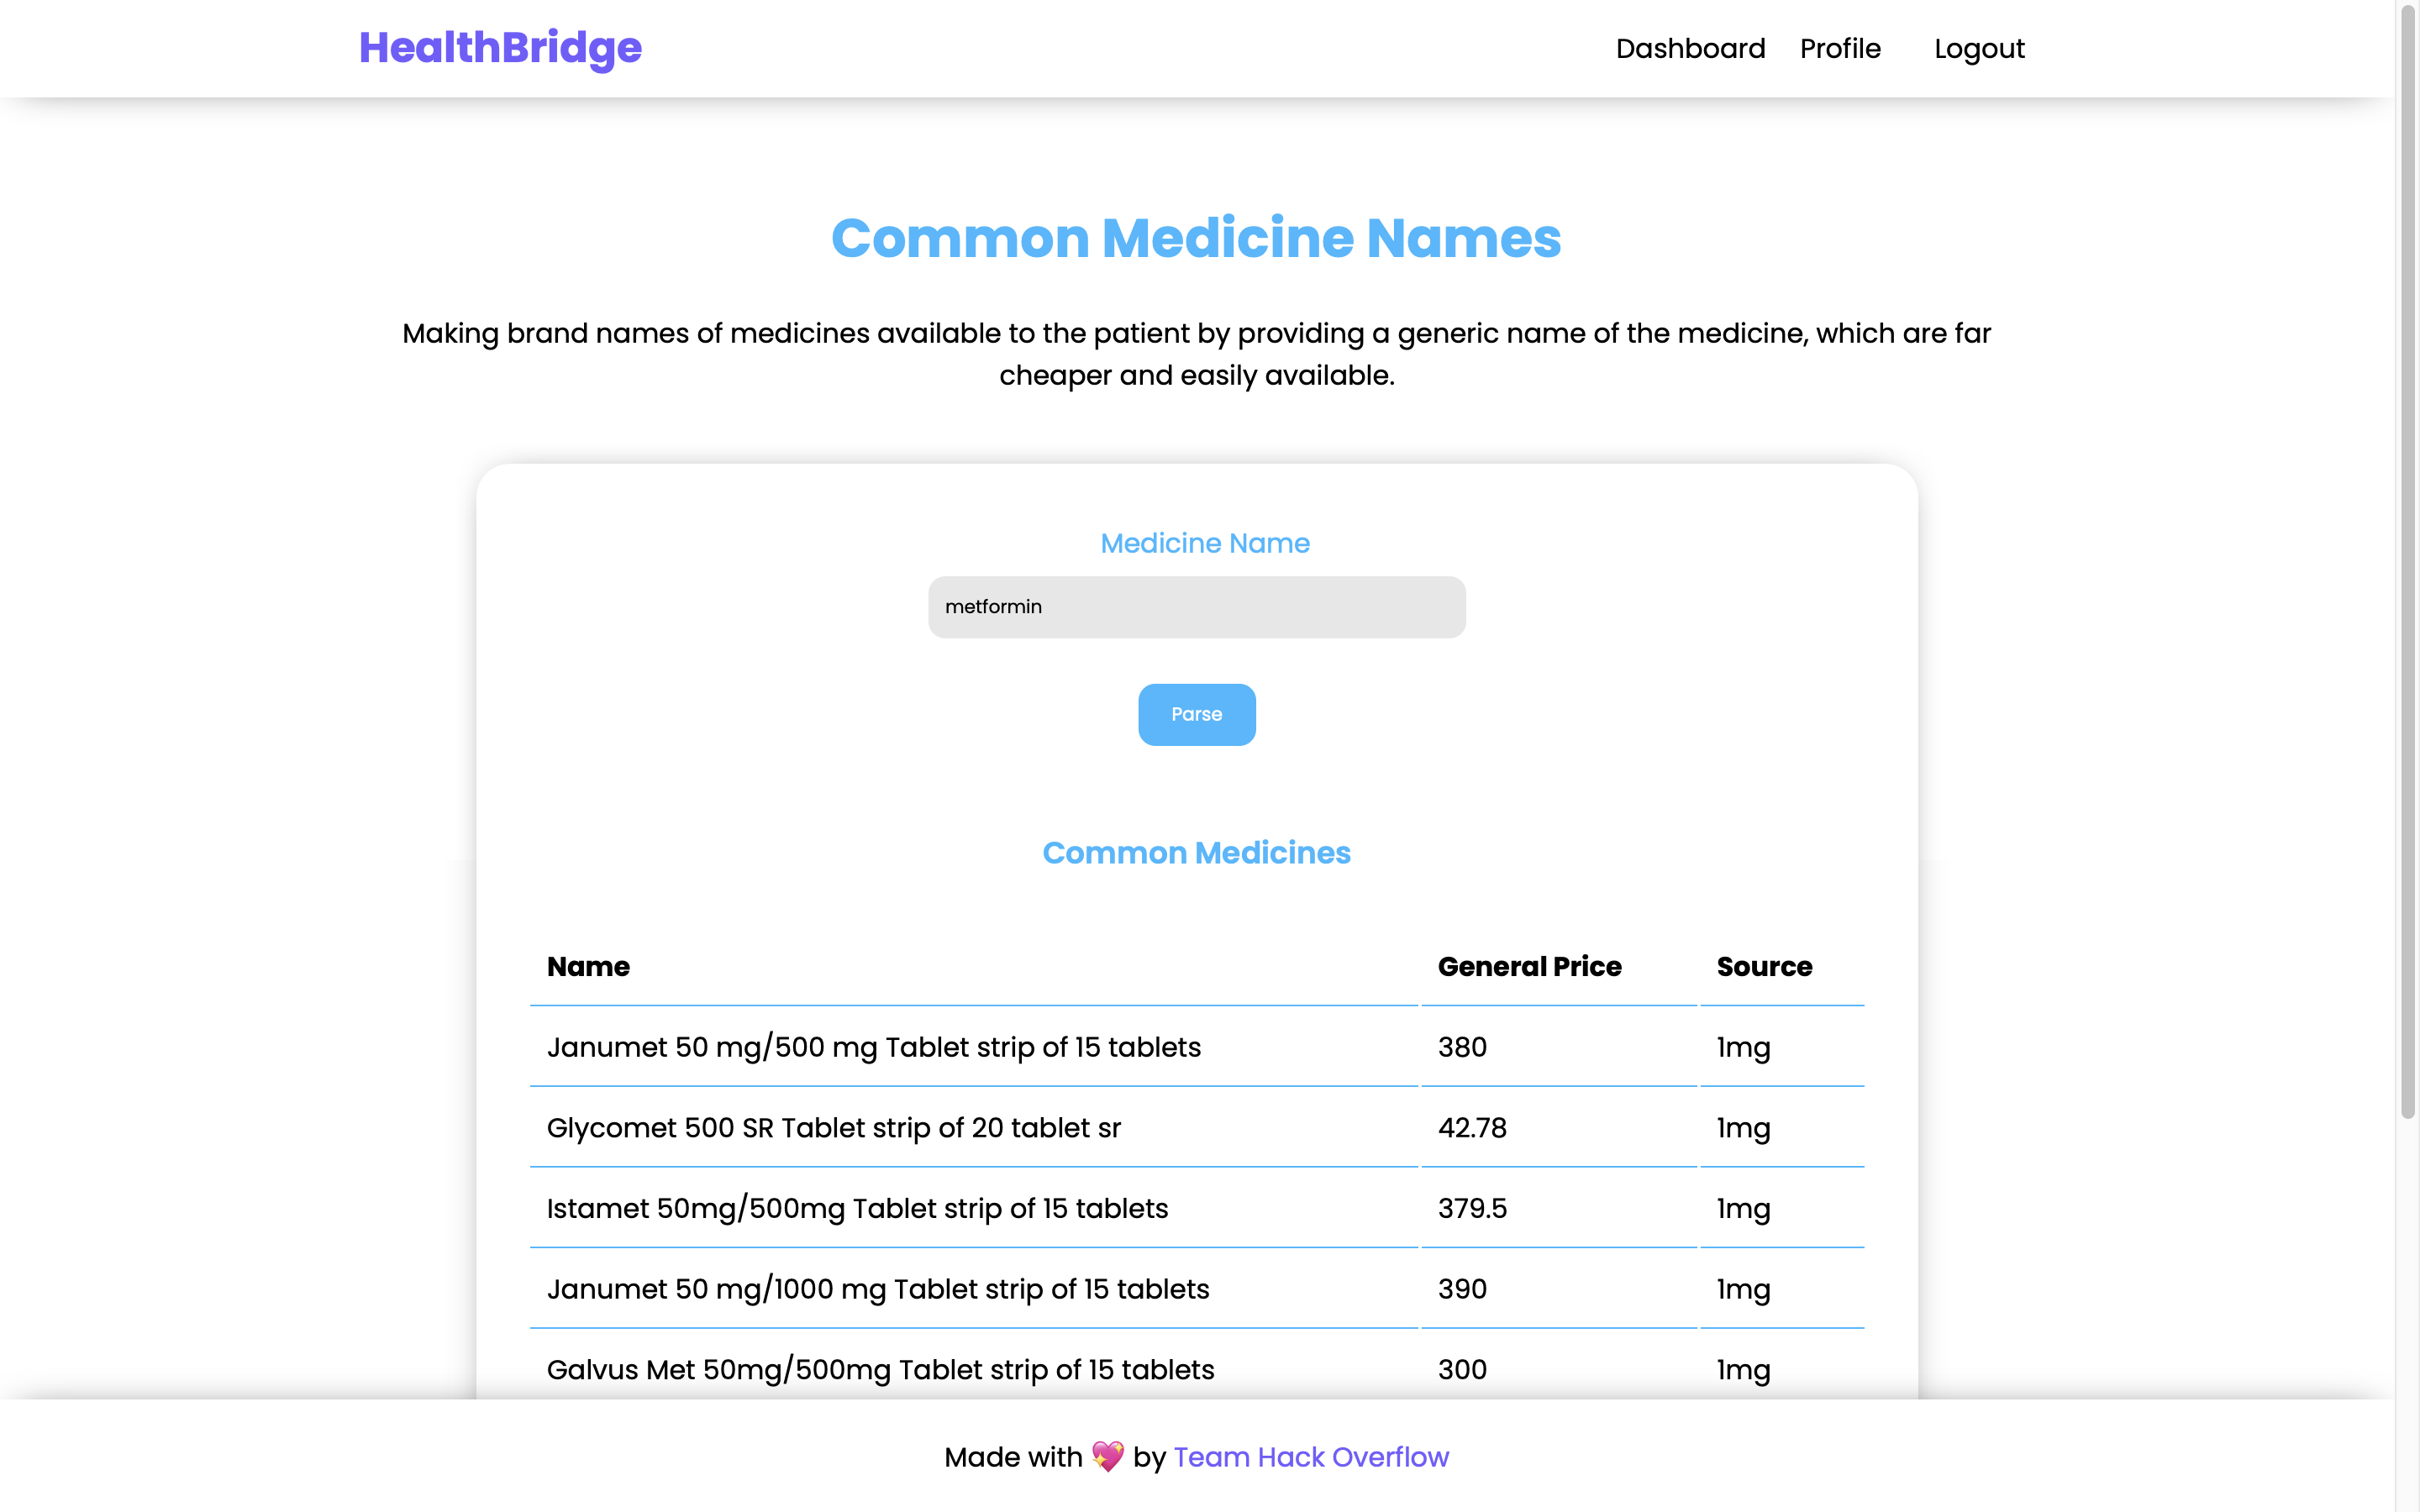 HealthBridge Dashboard Profile Logout
Common Medicine Names
Making brand names of medicines available to the patient by providing a generic name of the medicine, which are far
cheaper and easily available.
Medicine Name
metformin
Parse
Common Medicines
Name General Price Source
Janumet 50 mg/500 mg Tablet strip of 15 tablets 380 1mg
Glycomet 500 SR Tablet strip of 20 tablet sr 42.78 1mg
Istamet 50mg/500mg Tablet strip of 15 tablets 379.5 1mg
Janumet 50 mg/1000 mg Tablet strip of 15 tablets 390 1mg
Galvus Met 50mg/500mg Tablet strip of 15 tablets 300 1mg
Made with 💖 by Team Hack Overflow